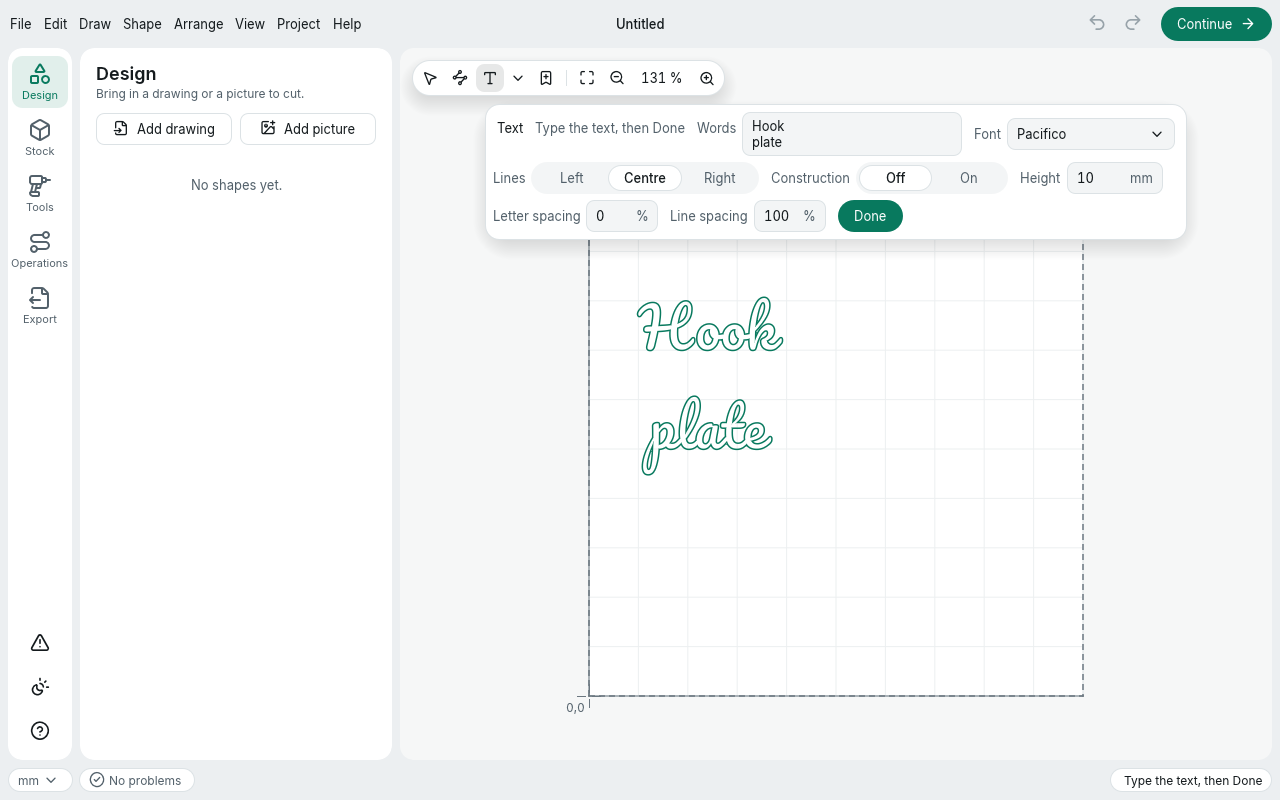 File Edit Draw Shape Arrange View Project Help
Untitled
Continue
Design
Stock
Tools
Operations
Export
Design
Bring in a drawing or a picture to cut.
Add drawing
Add picture
No shapes yet.
131 %
Text Type the text, then Done Words Hook
plate
Font Pacifico
Lines Left Centre Right Construction Off On Height 10 mm
Letter spacing 0 % Line spacing 100 % Done
Hook
plate
0,0
mm
No problems
Type the text, then Done